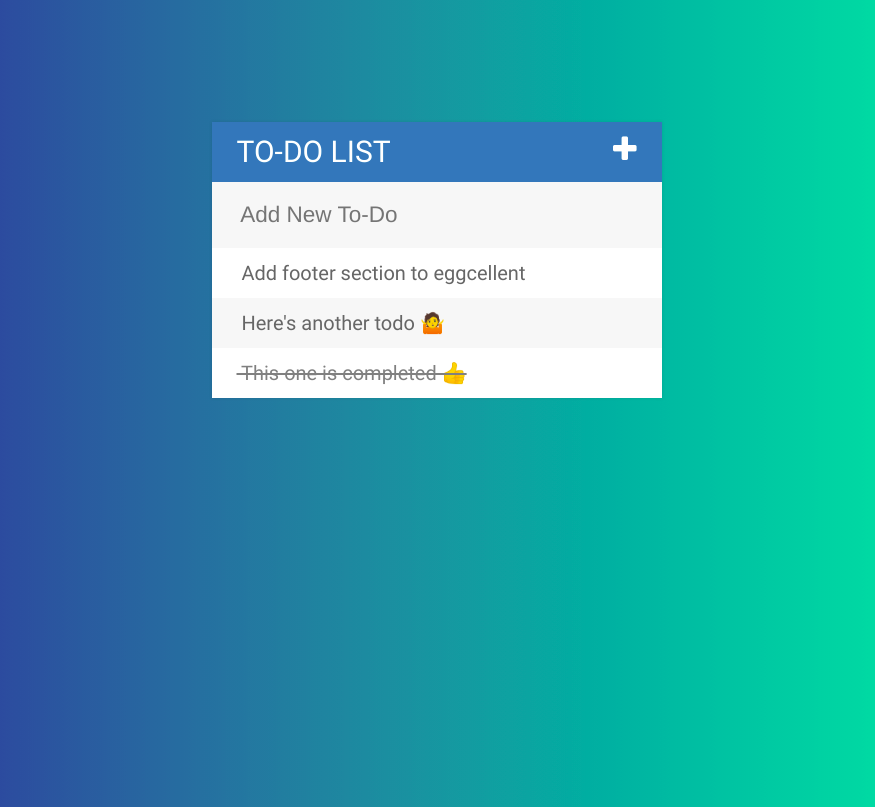 TO-DO LIST
Add New To-Do
Add footer section to eggcellent
Here's another todo 🤷
This one is completed 👍